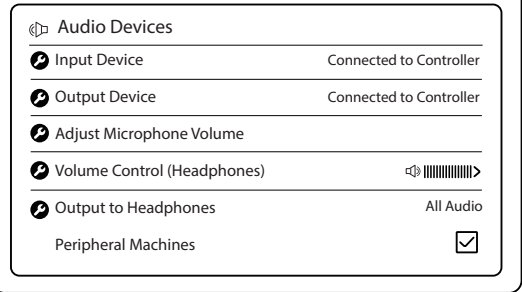 Audio Devices
Input Device Connected to Controller
Output Device Connected to Controller
Adjust Microphone Volume
Volume Control (Headphones)
Output to Headphones All Audio
Peripheral Machines